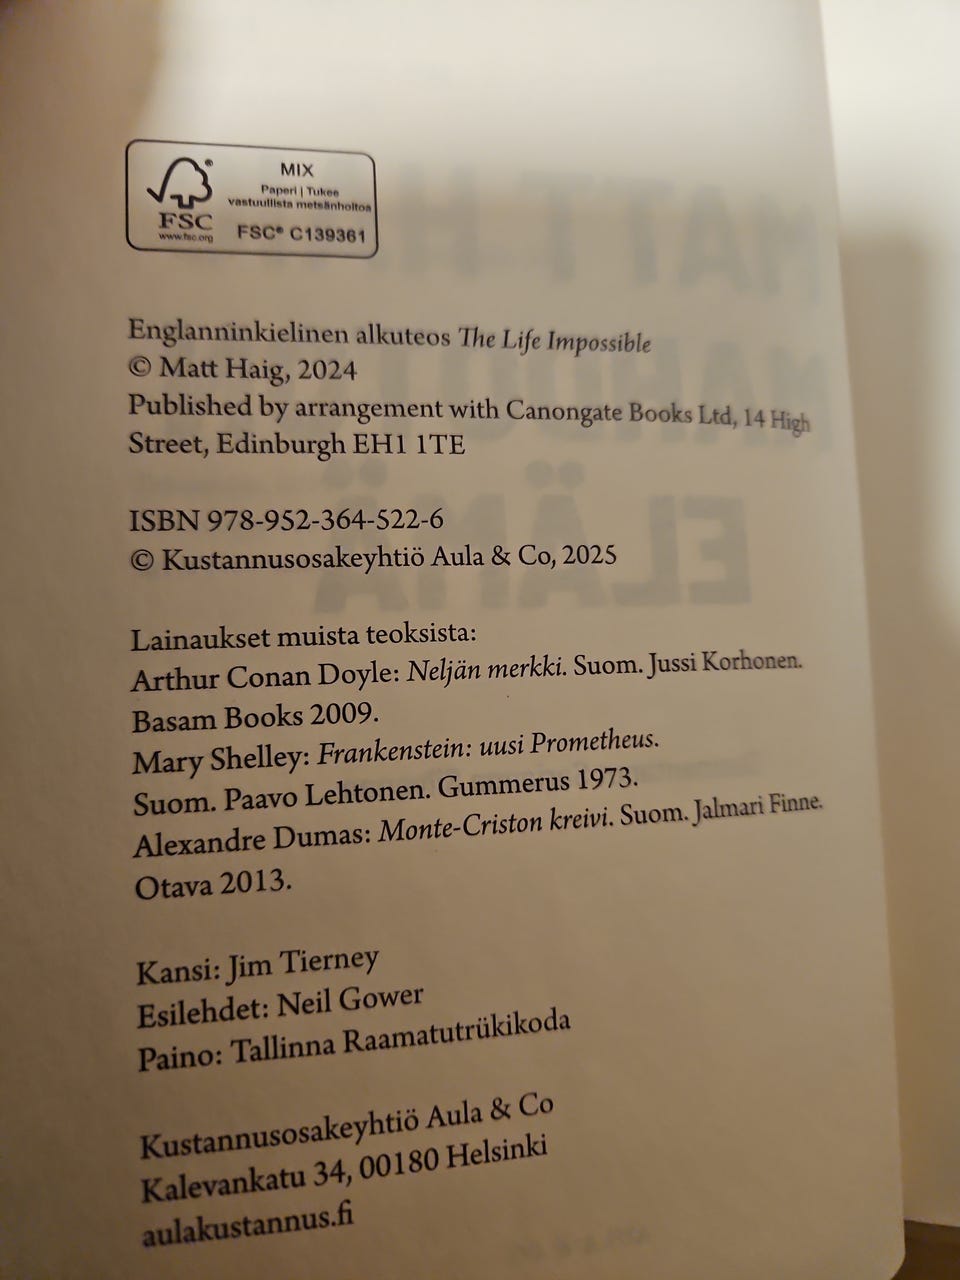 MIX
Paperi | Tukee
vastuullista metsänhoitoa
FSC® C139361
FSC
www.fsc.org
Englanninkielinen alkuteos The Life Impossible
© Matt Haig, 2024
Published by arrangement with Canongate Books Ltd, 14 High
Street, Edinburgh EH1 1TE
ISBN 978-952-364-522-6
© Kustannusosakeyhtiö Aula & Co, 2025
Lainaukset muista teoksista:
Arthur Conan Doyle: Neljän merkki. Suom. Jussi Korhonen.
Basam Books 2009.
Mary Shelley: Frankenstein: uusi Prometheus.
Suom. Paavo Lehtonen. Gummerus 1973.
Alexandre Dumas: Monte-Criston kreivi. Suom. Jalmari Finne.
Otava 2013.
Kansi: Jim Tierney
Esilehdet: Neil Gower
Paino: Tallinna Raamatutrükikoda
Kustannusosakeyhtiö Aula & Co
Kalevankatu 34, 00180 Helsinki
aulakustannus.fi